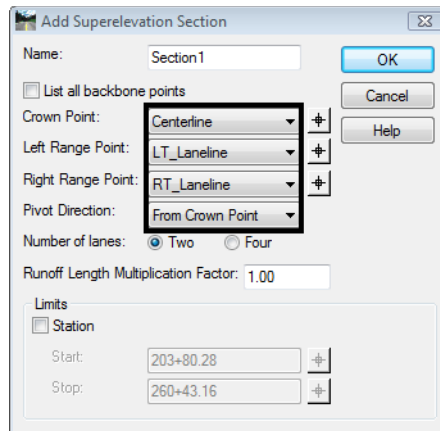 Add Superelevation Section
Name: Section1 OK
List all backbone points Cancel
Crown Point: Centerline Help
Left Range Point: LT_Laneline
Right Range Point: RT_Laneline
Pivot Direction: From Crown Point
Number of lanes: Two Four
Runoff Length Multiplication Factor: 1.00
Limits
Station
Start: 203+80.28
Stop: 260+43.16